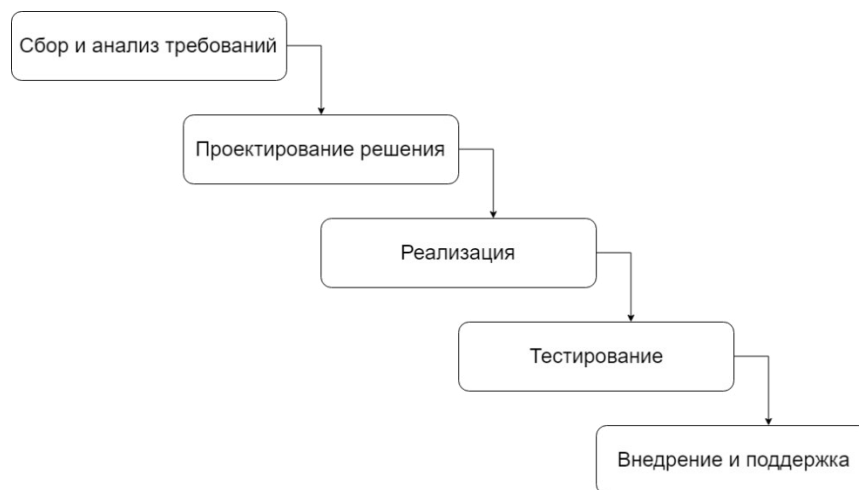 Сбор и анализ требований
Проектирование решения
Реализация
Тестирование
Внедрение и поддержка